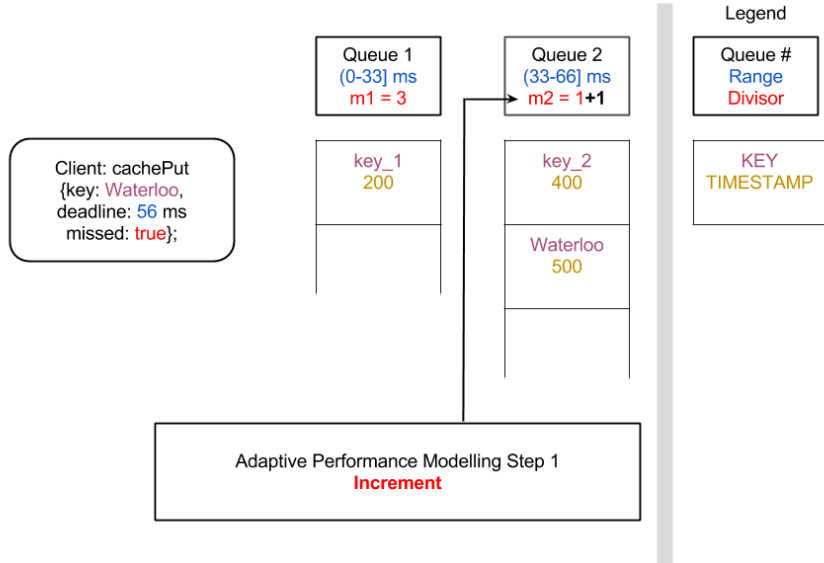 Legend
Queue 1
(0-33] ms
m1 = 3
Queue 2
(33-66] ms
m2 = 1+1
Queue #
Range
Divisor
Client: cachePut
{key: Waterloo,
deadline: 56 ms
missed: true};
key_1
200
key_2
400
Waterloo
500
KEY
TIMESTAMP
Adaptive Performance Modelling Step 1
Increment